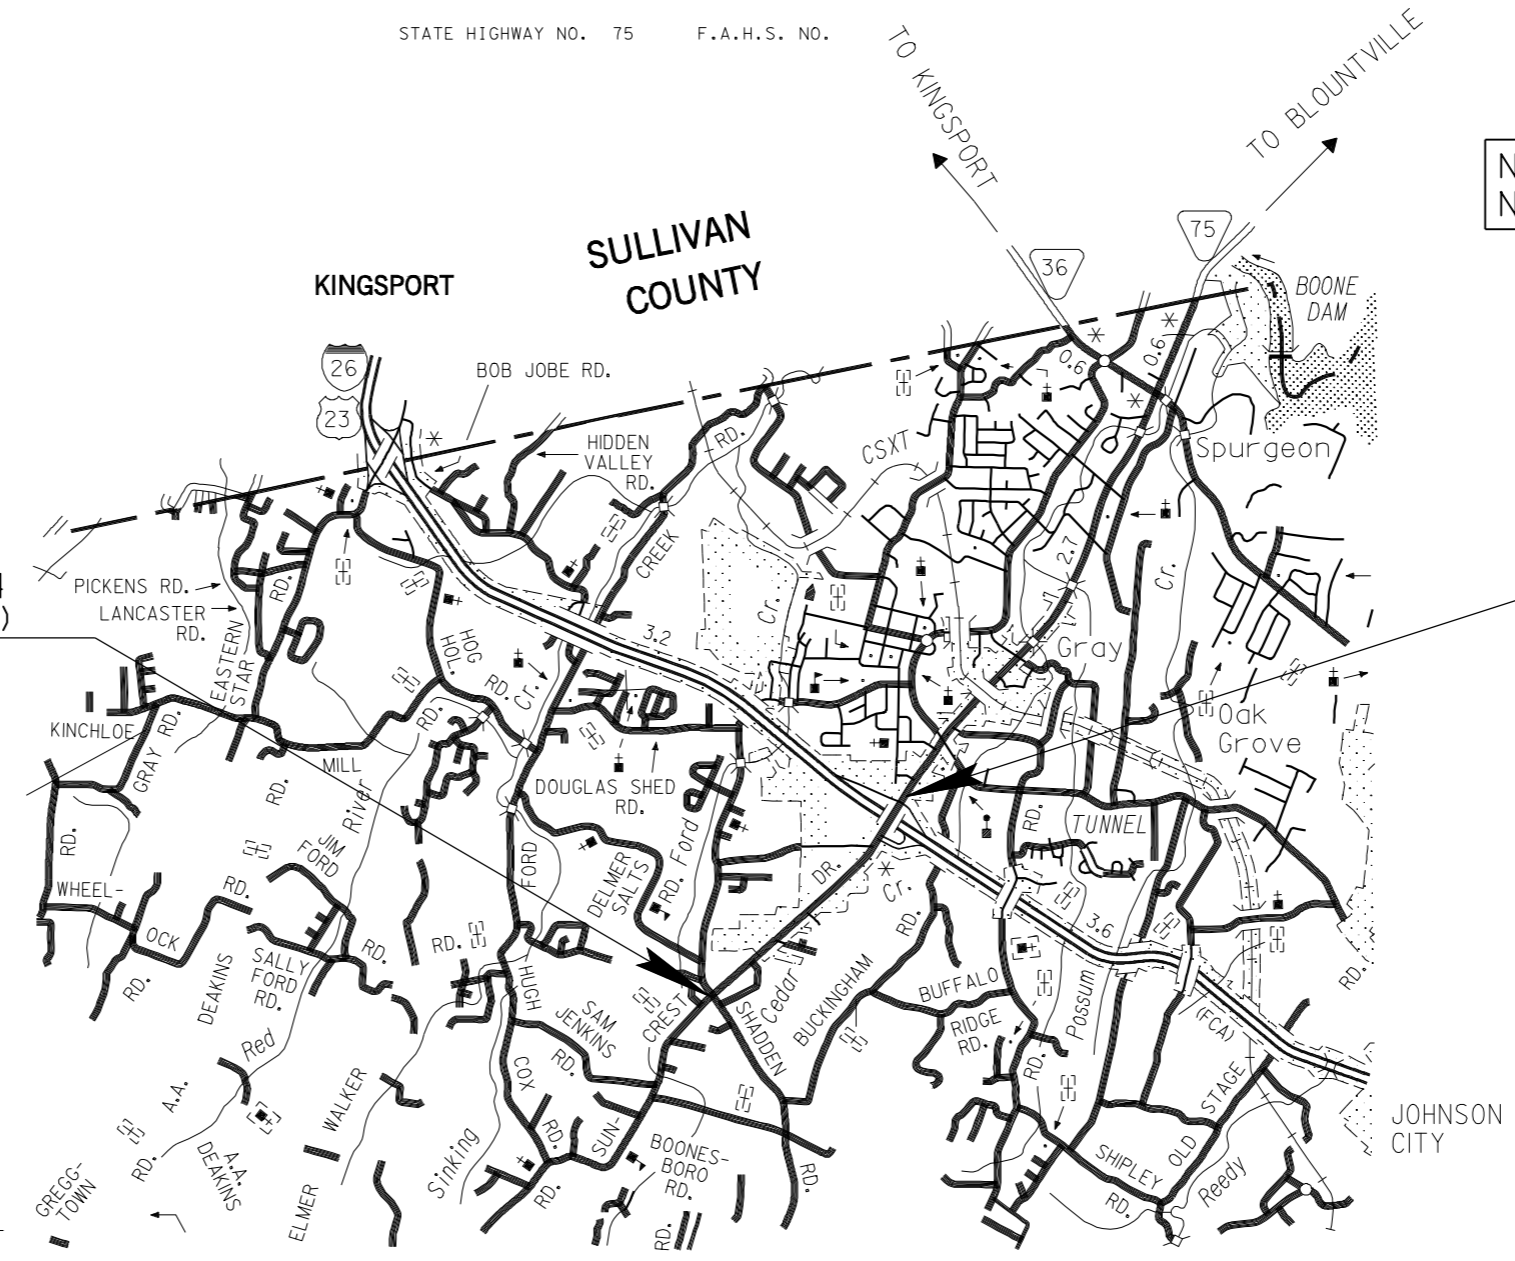 STATE HIGHWAY NO. 75 F.A.H.S. NO.
TO KINGSPORT
TO BLOUNTVILLE
N
N
75
36
SULLIVAN
COUNTY
KINGSPORT
BOONE
DAM
26
23
BOB JOBE RD.
0.6
0.6
HIDDEN
VALLEY
RD.
RD.
CSXT
Spurgeon
CREEK
2.7
Cr.
Cr.
PICKENS RD.
LANCASTER
RD.
RD.
EASTERN
STAR
)
3.2
HOG
HOL.
RD.
Cr.
Gray
KINCHLOE
GRAY RD.
RD.
MILL
RD.
River
Oak
Grove
DOUGLAS SHED
RD.
Ford
RD.
TUNNEL
RD.
RD.
JIM
FORD
FORD
DELMER
SALTS
RD.
DR.
Cr.
WHEEL-
OCK
RD.
RD.
SALLY
FORD
RD.
RD.
RD.
DEAKINS
A.A.
RD.
Red
HUGH
COX
RD.
SAM
JENKINS
RD.
CREST
SUN-
SHADDEN
RD.
Cedar
BUCKINGHAM
RD.
BUFFALO
RIDGE
RD.
RD.
Possum
3.6
(FCA)
RD.
STAGE
OLD
JOHNSON
CITY
SHIPLEY
RD.
Reedy
A.A.
DEAKINS
WALKER
ELMER
Sinking
RD.
BOONES-
BORO
RD.
RD.
GREGG-
TOWN